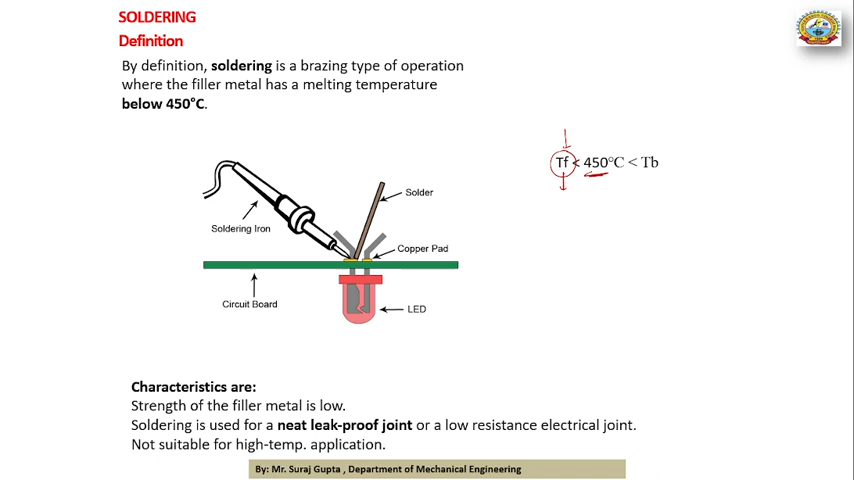 SOLDERING
Definition
By definition, soldering is a brazing type of operation
where the filler metal has a melting temperature
below 450°C.
Tf < 450°C < Tb
Solder
Soldering Iron
Copper Pad
Circuit Board
LED
Characteristics are:
Strength of the filler metal is low.
Soldering is used for a neat leak-proof joint or a low resistance electrical joint.
Not suitable for high-temp. application.
By: Mr. Suraj Gupta , Department of Mechanical Engineering